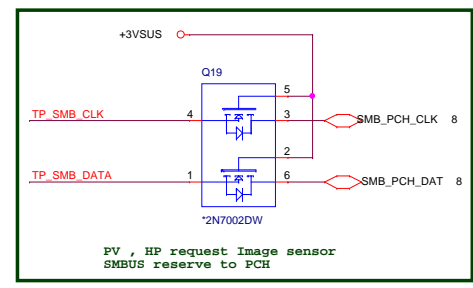 +3VSUS
Q19
5
TP_SMB_CLK 4 3 SMB_PCH_CLK 8
2
TP_SMB_DATA 1 6 SMB_PCH_DAT 8
*2N7002DW
PV , HP request Image sensor
SMBUS reserve to PCH